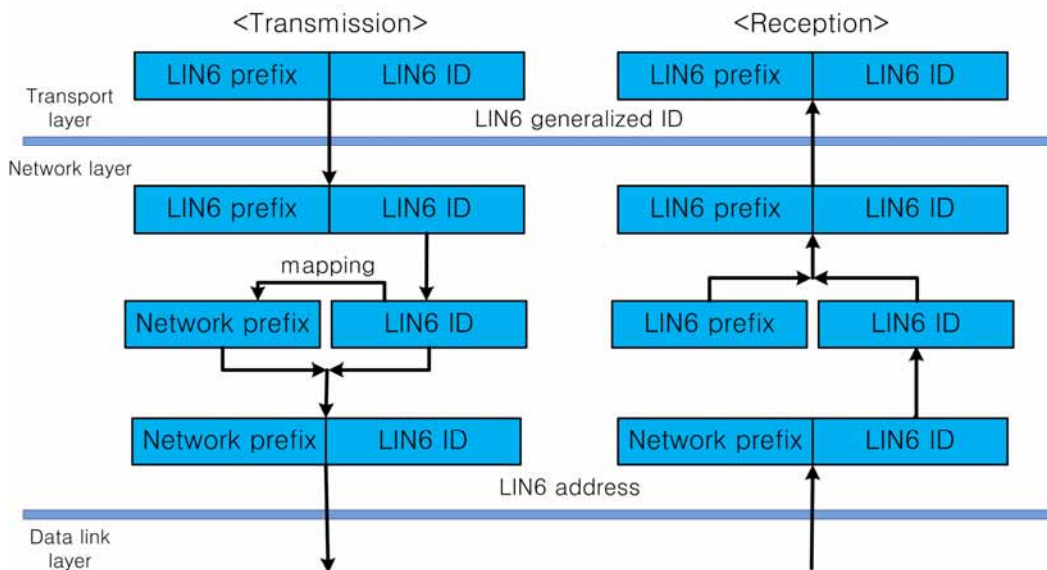 <Transmission>
<Reception>
LIN6 prefix LIN6 ID
LIN6 prefix LIN6 ID
Transport
layer
LIN6 generalized ID
Network layer
LIN6 prefix LIN6 ID
LIN6 prefix LIN6 ID
mapping
Network prefix LIN6 ID
LIN6 prefix LIN6 ID
Network prefix LIN6 ID
Network prefix LIN6 ID
LIN6 address
Data link
layer